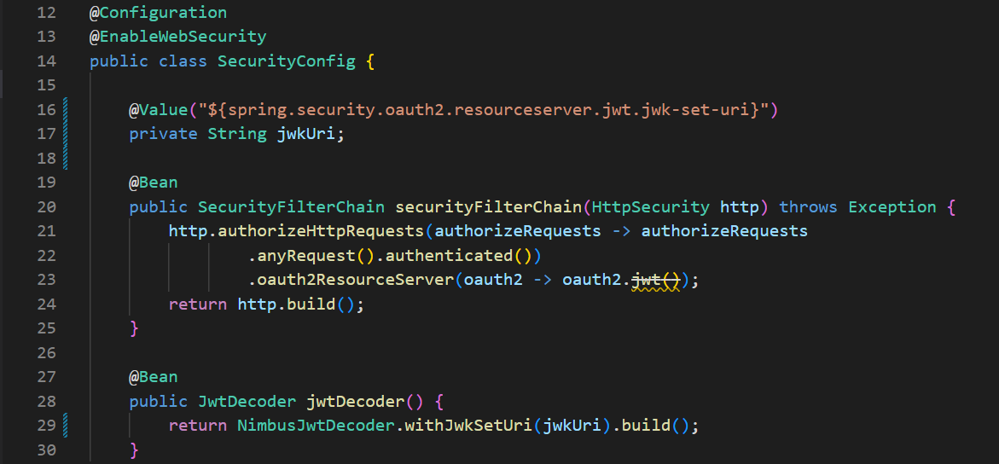 12 @Configuration
13 @EnableWebSecurity
14 public class SecurityConfig {
15
16 @Value("${spring.security.oauth2.resourceserver.jwt.jwk-set-uri}")
17 private String jwkUri;
18
19 @Bean
20 public SecurityFilterChain securityFilterChain(HttpSecurity http) throws Exception {
21 http.authorizeHttpRequests(authorizeRequests -> authorizeRequests
22 .anyRequest().authenticated())
23 .oauth2ResourceServer(oauth2 -> oauth2.jwt());
24 return http.build();
25 }
26
27 @Bean
28 public JwtDecoder jwtDecoder() {
29 return NimbusJwtDecoder.withJwkSetUri(jwkUri).build();
30 }